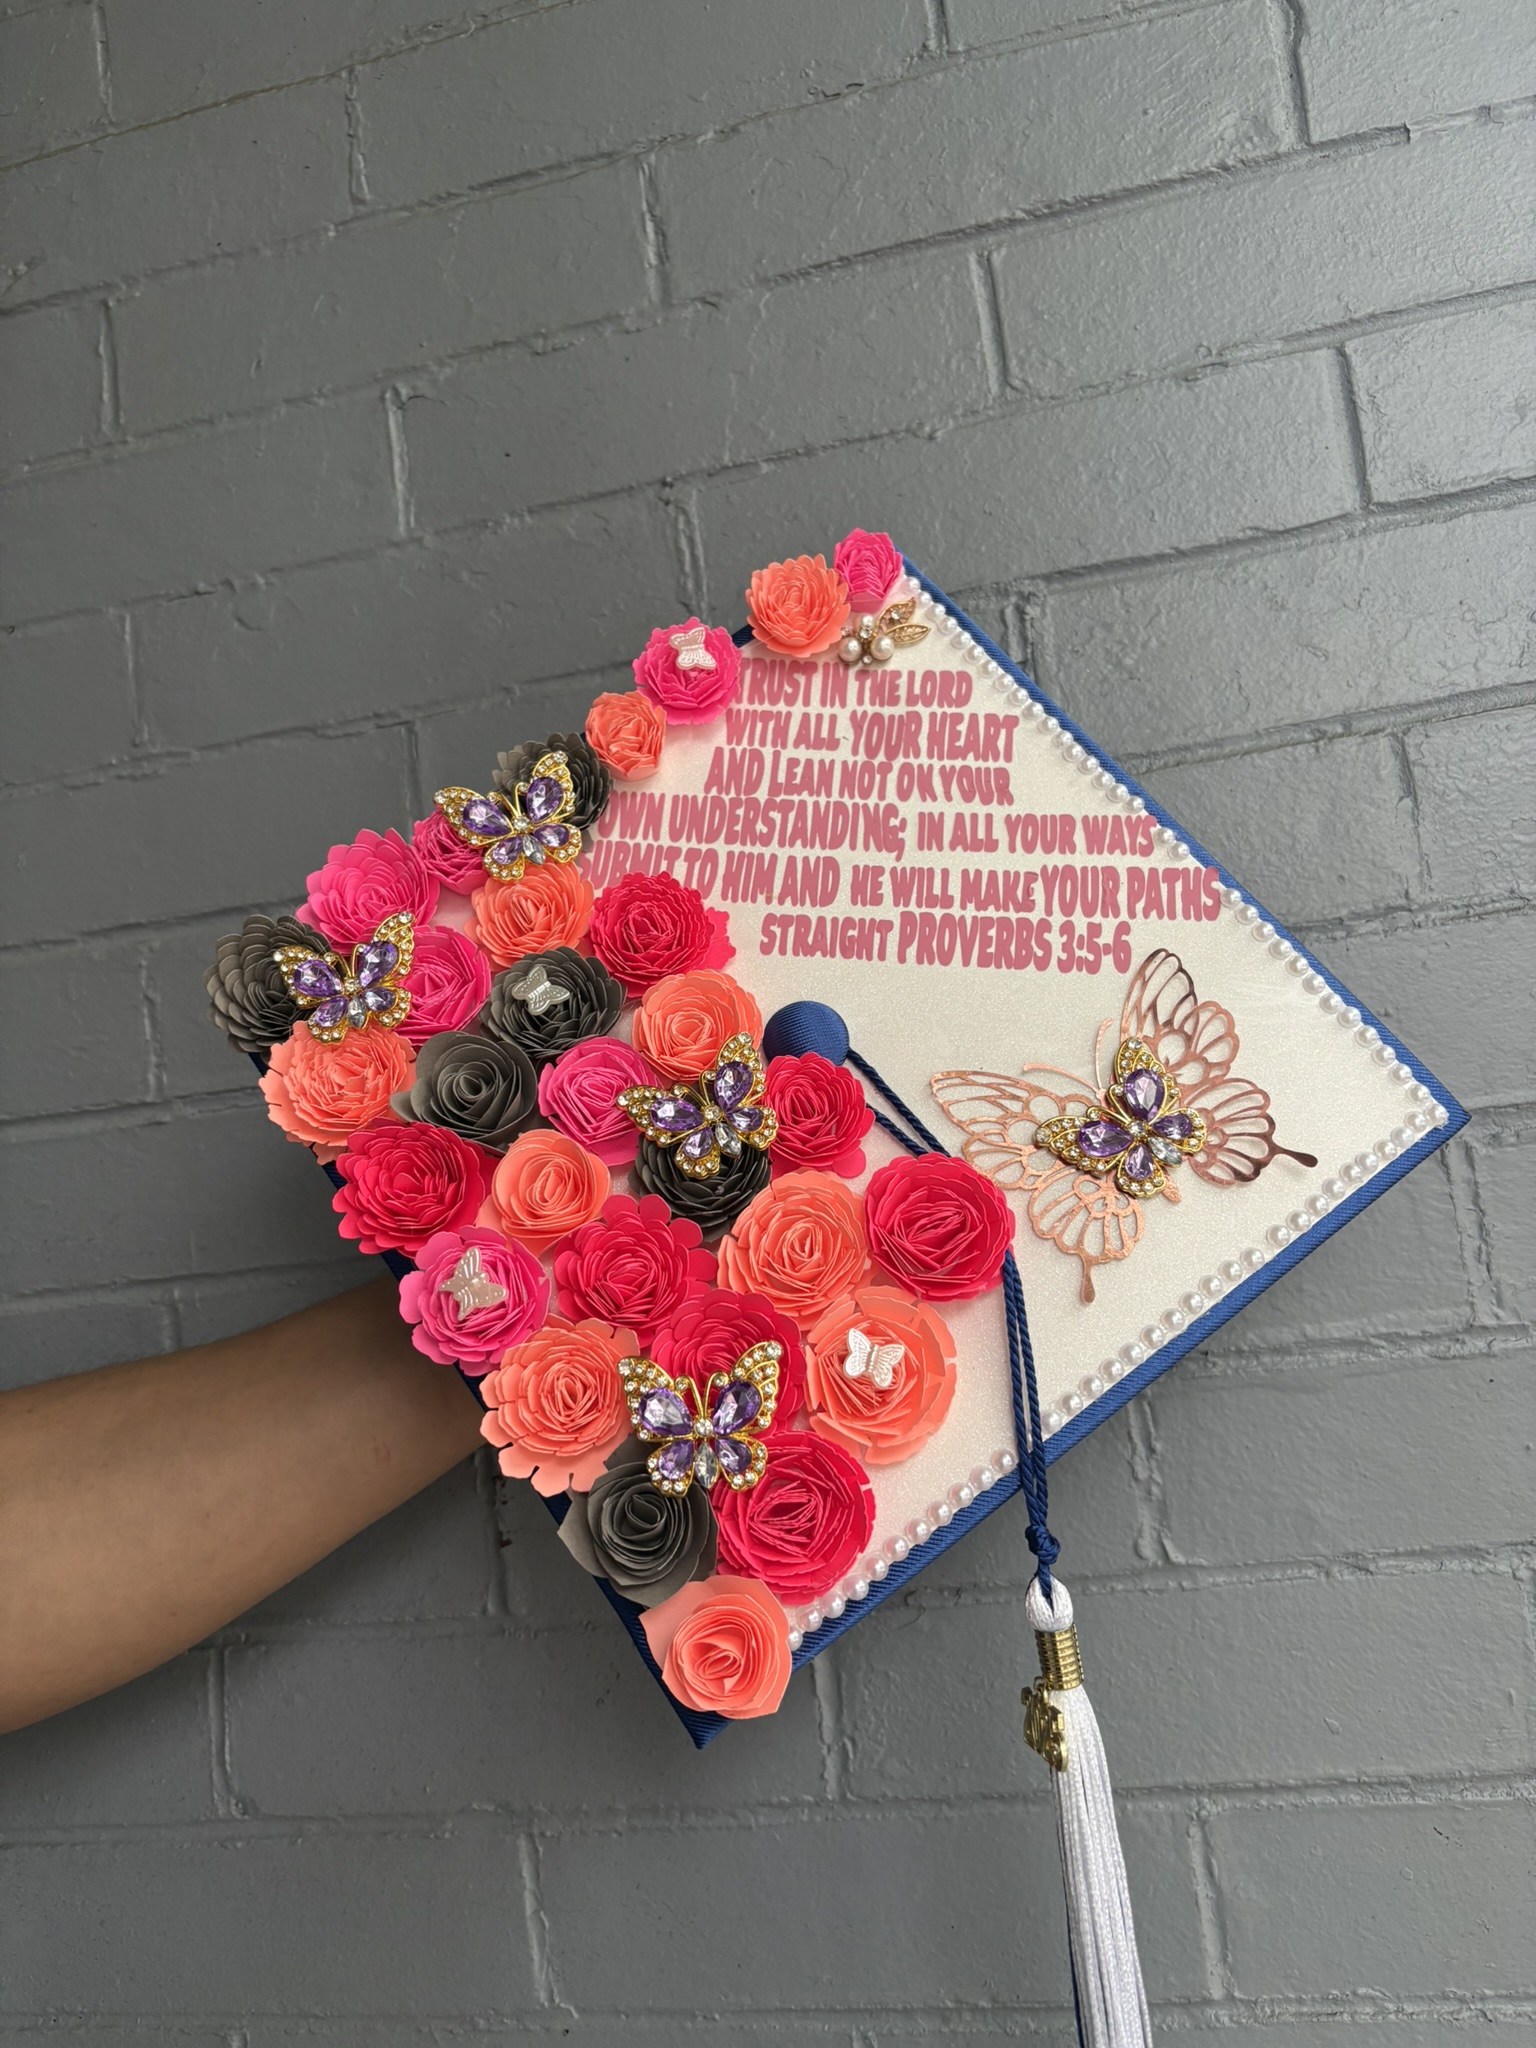 TRUST IN THE LORD
WITH ALL YOUR HEART
AND LEAN NOT ON YOUR
OWN UNDERSTANDING; IN ALL YOUR WAYS
SUBMIT TO HIM AND HE WILL MAKE YOUR PATHS
STRAIGHT PROVERBS 3:5-6